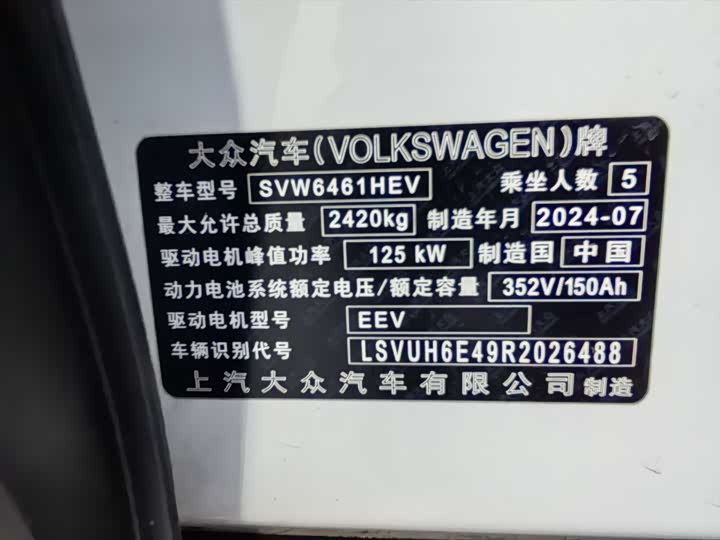 大众汽车(VOLKSWAGEN)牌
整车型号 SVW6461HEV 乘坐人数 5
最大允许总质量 2420kg 制造年月 2024-07
驱动电机峰值功率 125 kW 制造国 中国
动力电池系统额定电压/额定容量 352V/150Ah
驱动电机型号 EEV
车辆识别代号 LSVUH6E49R2026488
上汽大众汽车有限公司 制造